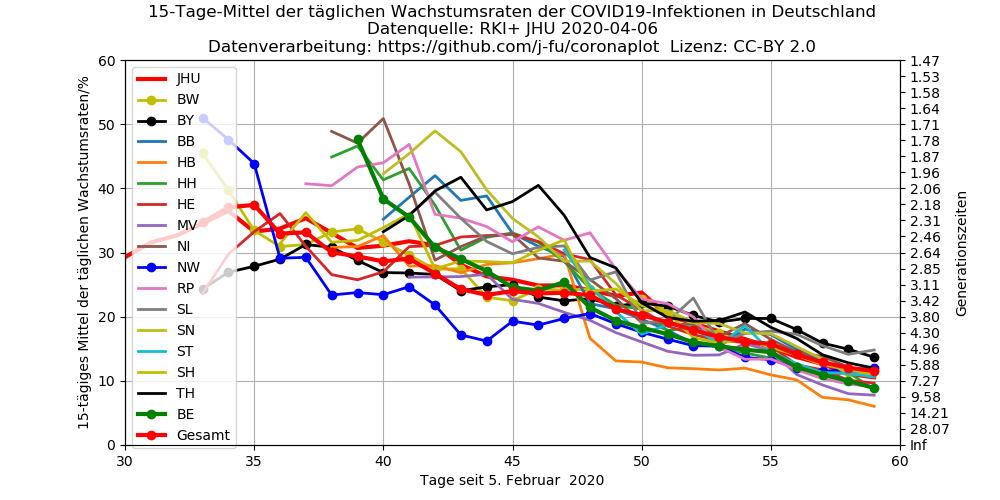 15-Tage-Mittel der täglichen Wachstumsraten der COVID19-Infektionen in Deutschland
Datenquelle: RKI+ JHU 2020-04-06
Datenverarbeitung: https://github.com/j-fu/coronaplot  Lizenz: CC-BY 2.0
15-tägiges Mittel der täglichen Wachstumsraten/%
60
50
40
30
20
10
0
JHU
BW
BY
BB
HB
HH
HE
MV
NI
NW
RP
SL
SN
ST
SH
TH
BE
Gesamt
1.47
1.53
1.58
1.64
1.71
1.78
1.87
1.96
2.06
2.18
2.31
2.46
2.64
2.85
3.11
3.42
3.80
4.30
4.96
5.88
7.27
9.58
14.21
28.07
Inf
Generationszeiten
30 35 40 45 50 55 60
Tage seit 5. Februar  2020